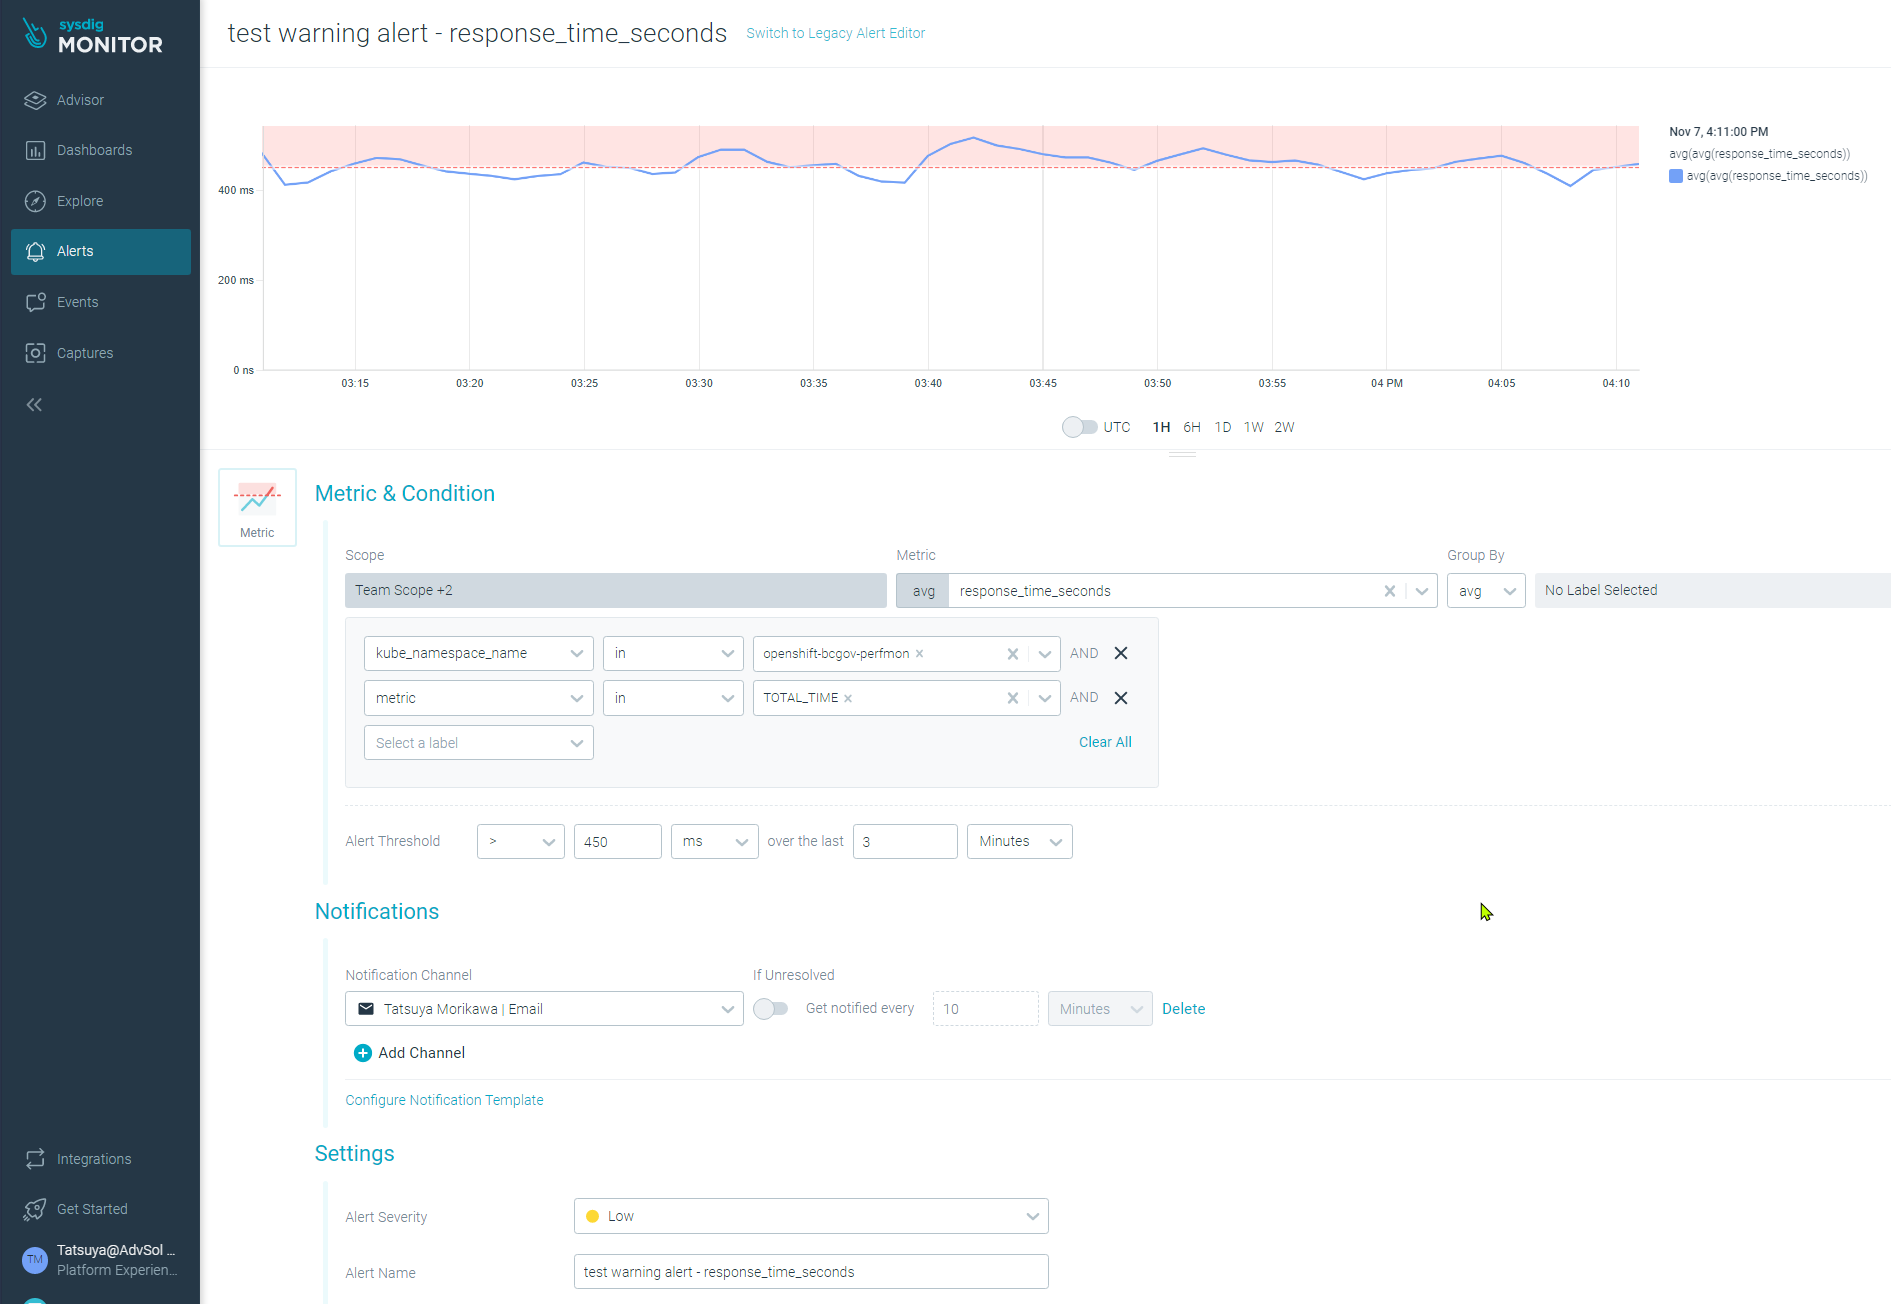 sysdig
MONITOR
Advisor
Dashboards
Explore
Alerts
Events
Captures
Integrations
Get Started
TM
Tatsuya@AdvSol ...
Platform Experien...
test warning alert - response_time_seconds
Switch to Legacy Alert Editor
400 ms
200 ms
0 ns
03:15
03:20
03:25
03:30
03:35
03:40
03:45
03:50
03:55
04 PM
04:05
04:10
Nov 7, 4:11:00 PM
avg(avg(response_time_seconds))
avg(avg(response_time_seconds))
UTC 1H 6H 1D 1W 2W
Metric
Metric & Condition
Scope Metric Group By
Team Scope +2 avg response_time_seconds avg No Label Selected
kube_namespace_name in openshift-bcgov-perfmon AND
metric in TOTAL_TIME AND
Select a label Clear All
Alert Threshold > 450 ms over the last 3 Minutes
Notifications
Notification Channel If Unresolved
Tatsuya Morikawa | Email Get notified every 10 Minutes Delete
Add Channel
Configure Notification Template
Settings
Alert Severity Low
Alert Name test warning alert - response_time_seconds